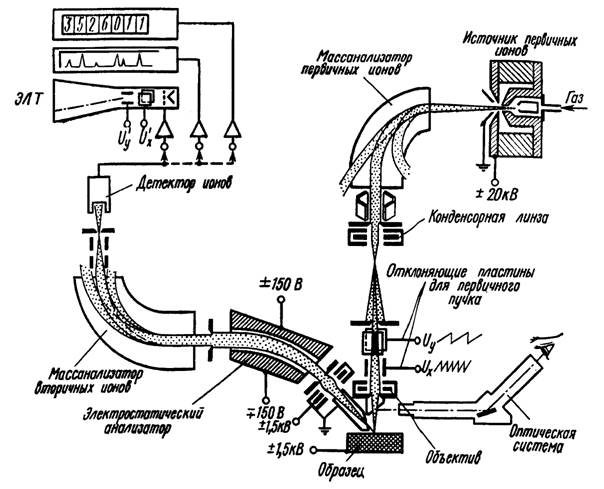 3526011
ЭЛТ
U'y
U'x
Детектор ионов
Массанализатор
первичных ионов
Источник первичных
ионов
Газ
± 20кВ
Конденсорная линза
Отклоняющие пластины
для первичного
пучка
Uy
Ux
±150 В
Массанализатор
вторичных ионов
Электростатический
анализатор
∓150 В
±1,5кВ
±1,5кВ
Образец
Объектив
Оптическая
система